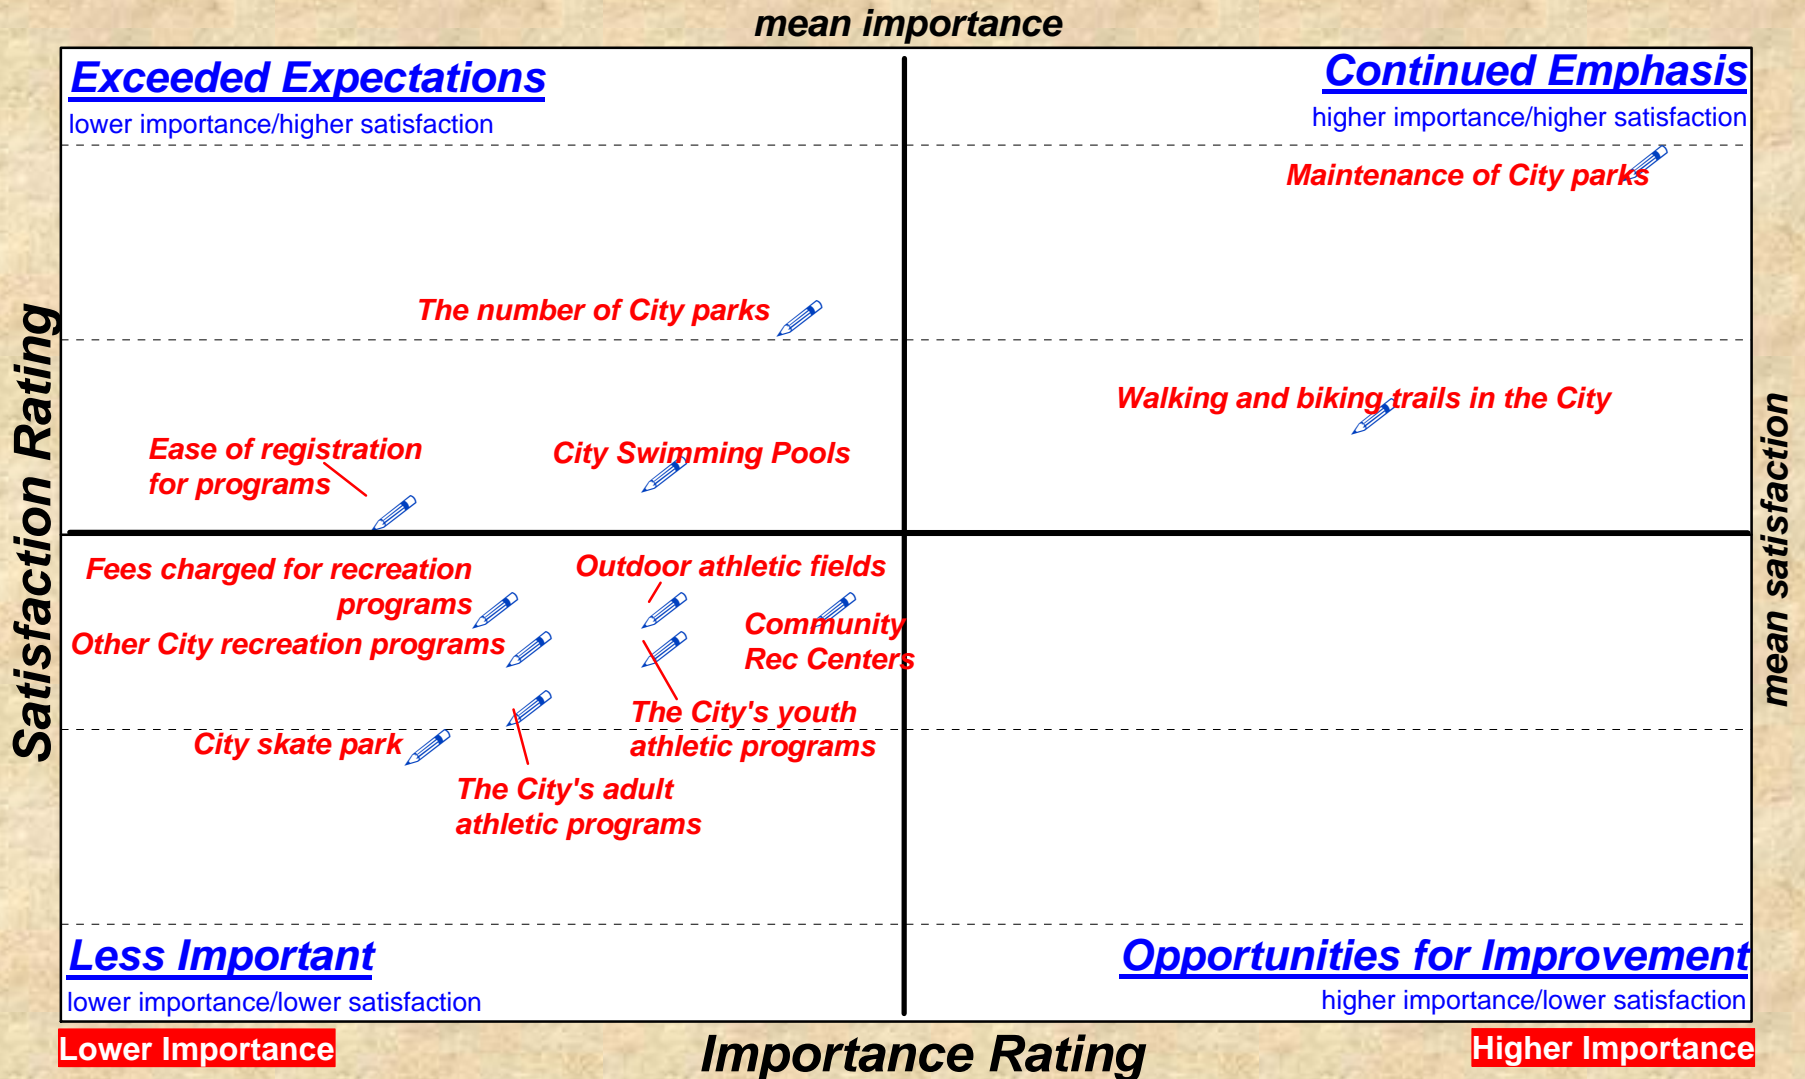 mean importance
Exceeded Expectations
lower importance/higher satisfaction
Continued Emphasis
higher importance/higher satisfaction
Maintenance of City parks
The number of City parks
Walking and biking trails in the City
Ease of registration
for programs
City Swimming Pools
Satisfaction Rating
mean satisfaction
Fees charged for recreation
programs
Outdoor athletic fields
Other City recreation programs
Community
Rec Centers
The City's youth
athletic programs
City skate park
The City's adult
athletic programs
Less Important
lower importance/lower satisfaction
Opportunities for Improvement
higher importance/lower satisfaction
Lower Importance
Importance Rating
Higher Importance